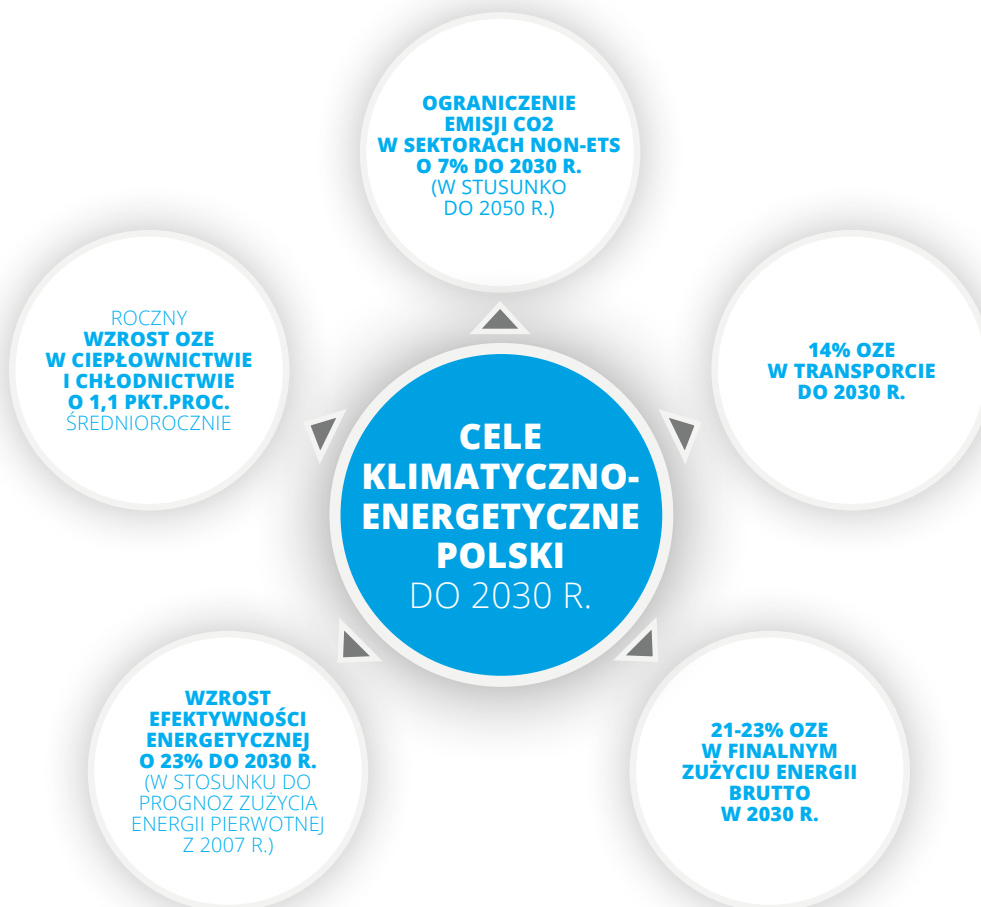 OGRANICZENIE
EMISJI CO2
W SEKTORACH NON-ETS
O 7% DO 2030 R.
(W STUSUNKO
DO 2050 R.)
ROCZNY
WZROST OZE
W CIEPŁOWNICTWIE
I CHŁODNICTWIE
O 1,1 PKT.PROC.
ŚREDNIOROCZNIE
14% OZE
W TRANSPORCIE
DO 2030 R.
CELE
KLIMATYCZNO-
ENERGETYCZNE
POLSKI
DO 2030 R.
WZROST
EFEKTYWNOŚCI
ENERGETYCZNEJ
O 23% DO 2030 R.
(W STOSUNKU DO
PROGNOZ ZUŻYCIA
ENERGII PIERWOTNEJ
Z 2007 R.)
21-23% OZE
W FINALNYM
ZUŻYCIU ENERGII
BRUTTO
W 2030 R.